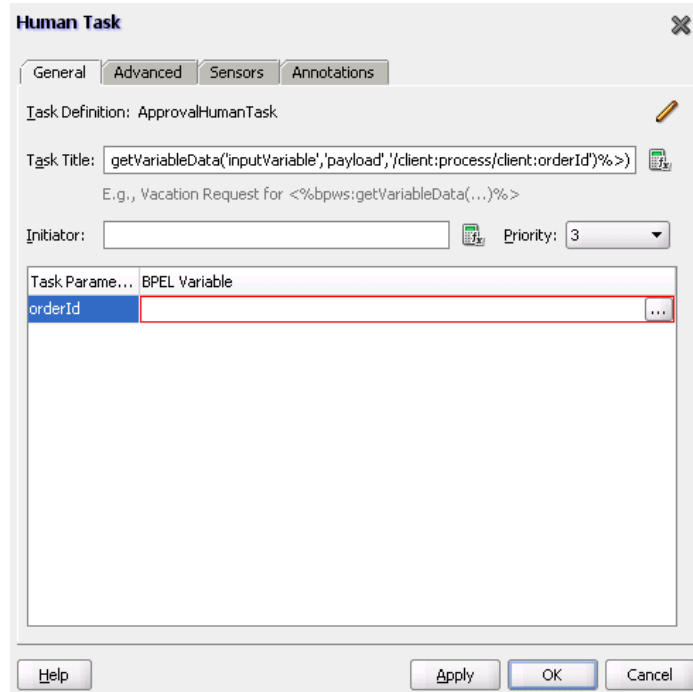 Human Task
General Advanced Sensors Annotations
Task Definition: ApprovalHumanTask
Task Title: getVariableData('inputVariable','payload','/client:process/client:orderId')%>)
E.g., Vacation Request for <%bpws:getVariableData(...)%>
Initiator: Priority: 3
Task Parame... BPEL Variable
orderId ...
Help Apply OK Cancel